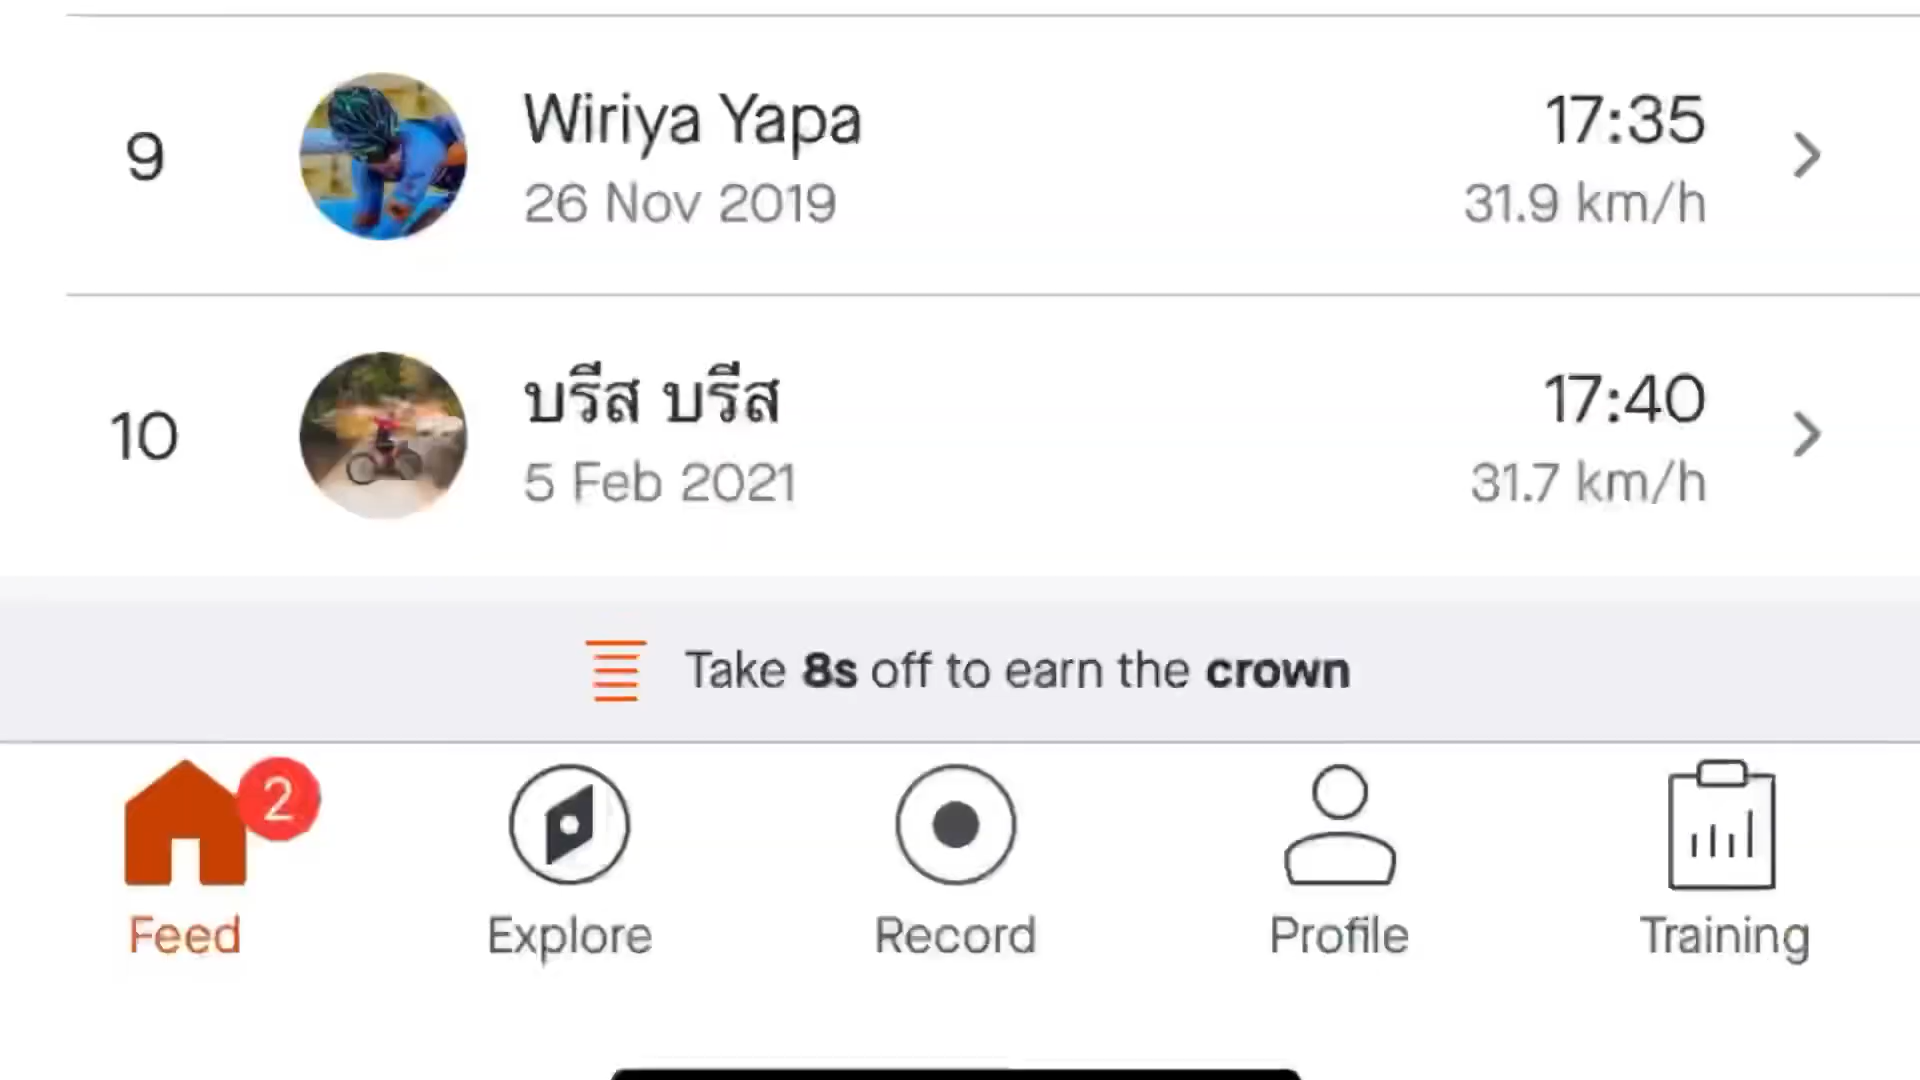 9
Wiriya Yapa
17:35
26 Nov 2019
31.9 km/h
10
บรีส บรีส
17:40
5 Feb 2021
31.7 km/h
Take 8s off to earn the crown
2
Feed
Explore
Record
Profile
Training